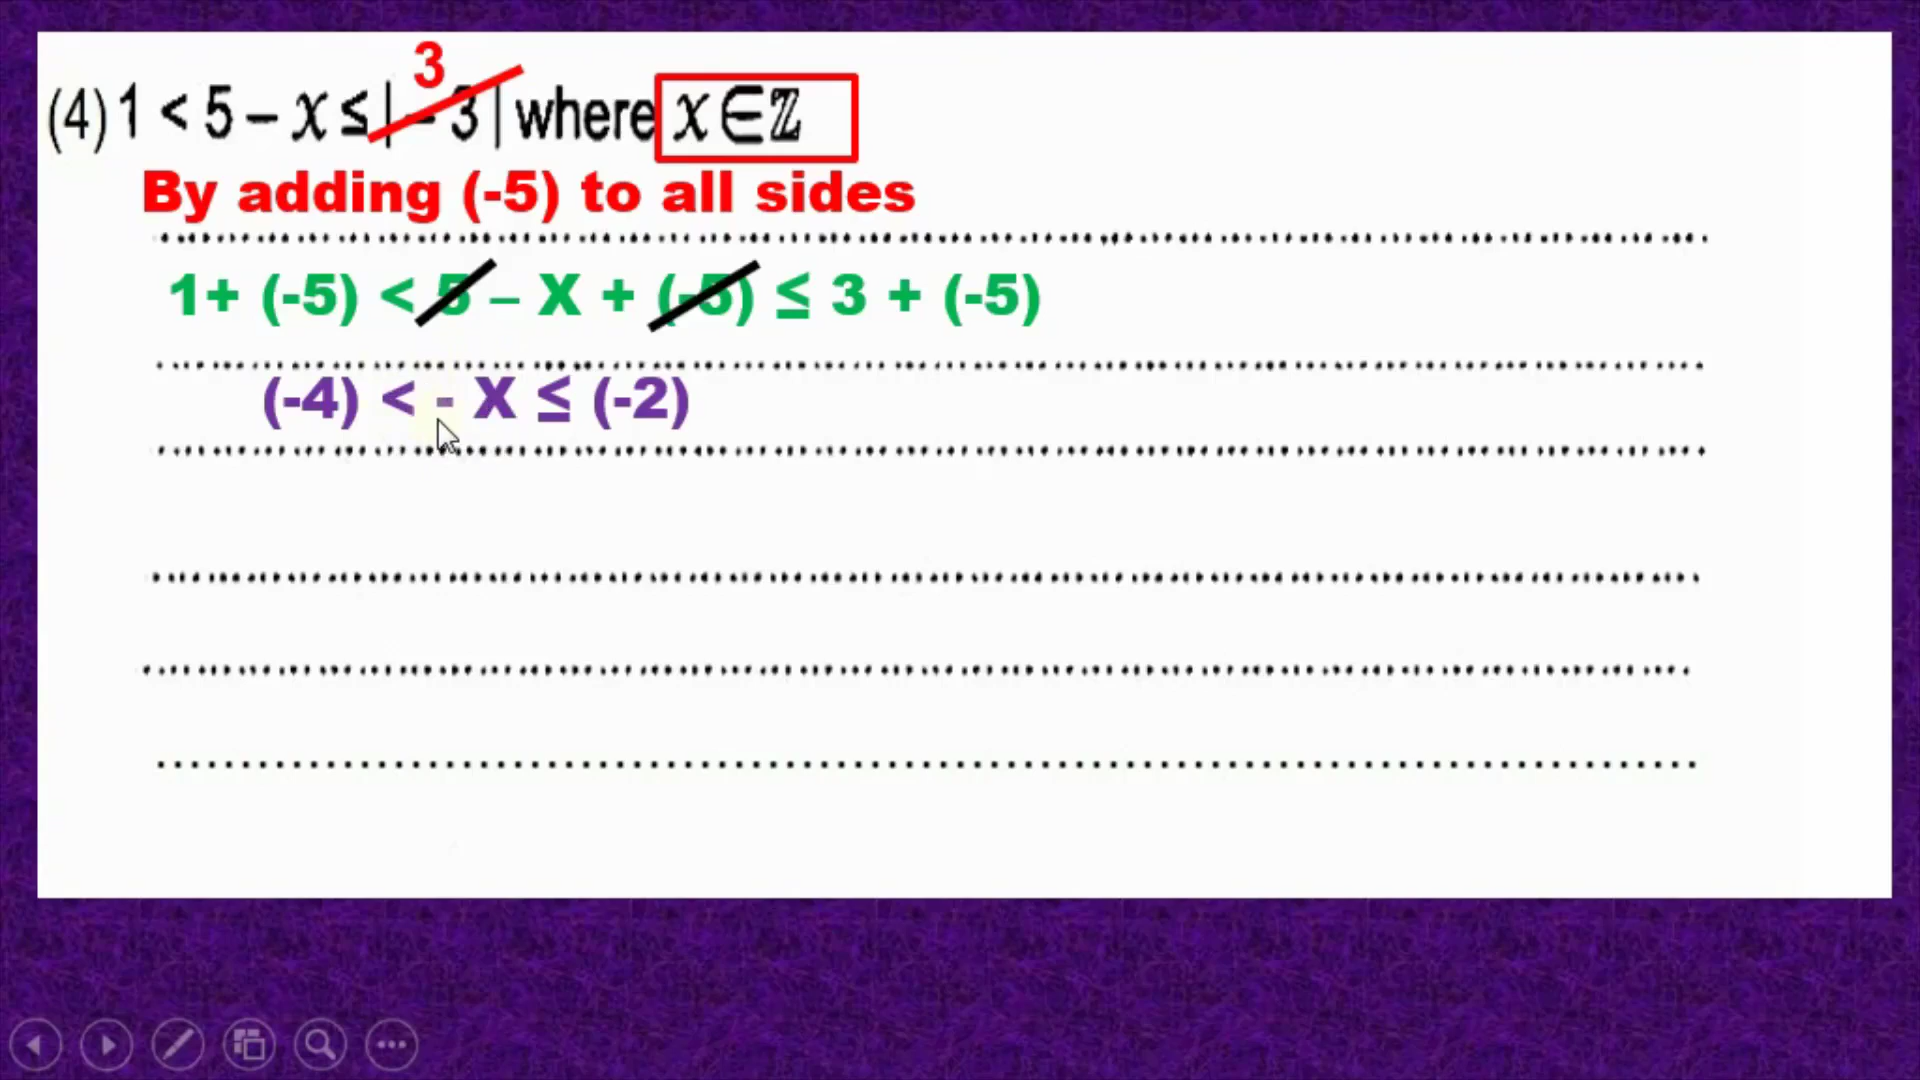 3
(4) 1 < 5 – x ≤ | – 3 | where x ∈ ℤ
By adding (-5) to all sides
1+ (-5) < 5 – X + (-5) ≤ 3 + (-5)
(-4) < - X ≤ (-2)